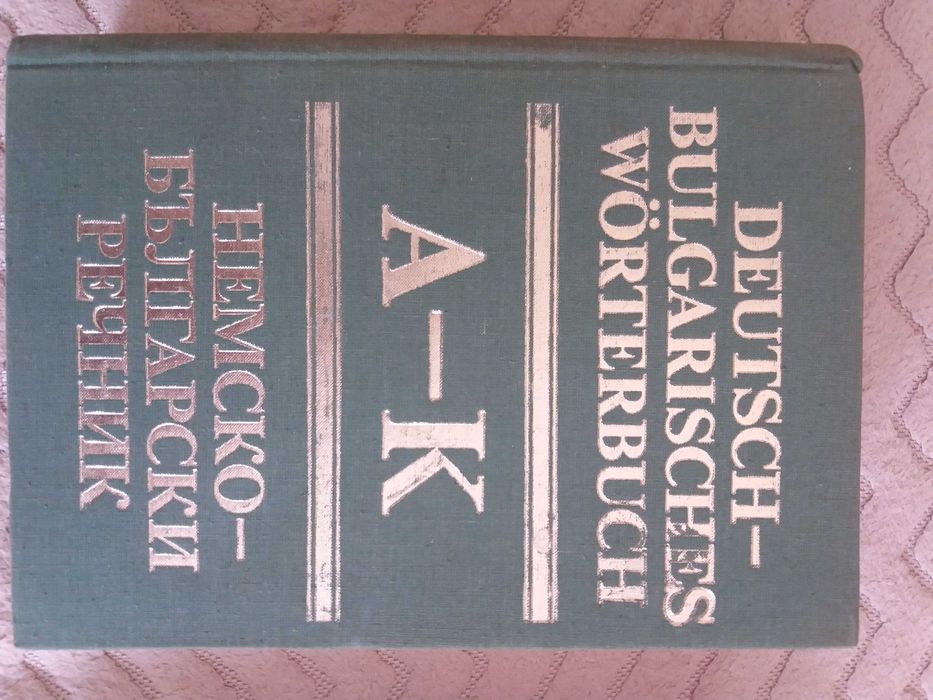 DEUTSCH–
BULGARISCHES
WÖRTERBUCH
A–K
НЕМСКО–
БЪЛГАРСКИ
РЕЧНИК